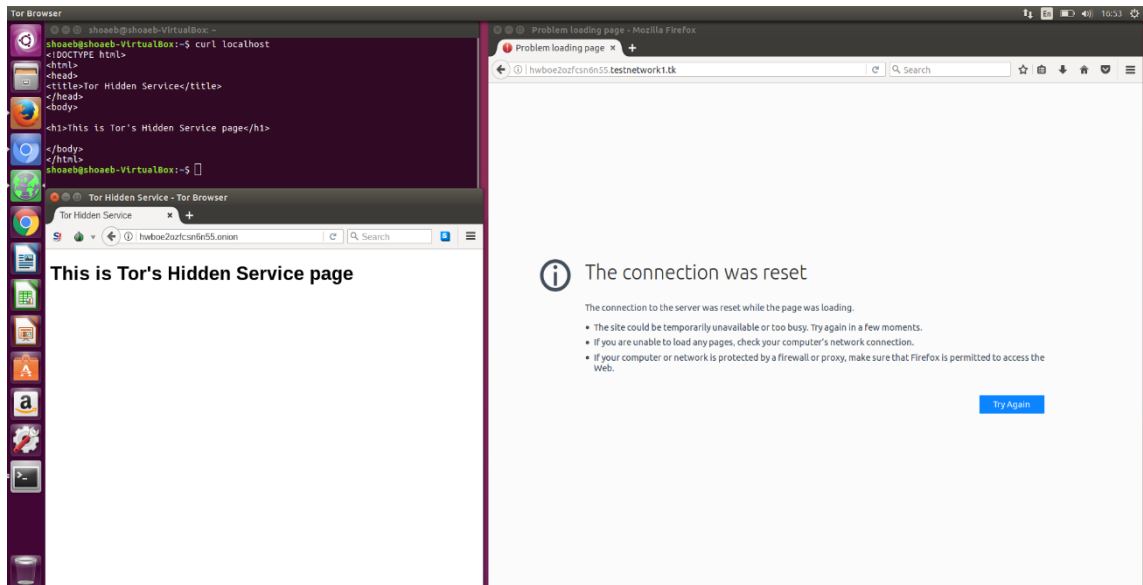 Tor Browser
En
10:53
shoaeb@shoaeb-VirtualBox: ~
shoaeb@shoaeb-VirtualBox:~$ curl localhost
<!DOCTYPE html>
<html>
<head>
<title>Tor Hidden Service</title>
</head>
<body>
<h1>This is Tor's Hidden Service page</h1>
</body>
</html>
shoaeb@shoaeb-VirtualBox:~$
Tor Hidden Service - Tor Browser
Tor Hidden Service
hwboe2ozfcsn6n55.onion
Search
This is Tor's Hidden Service page
Problem loading page - Mozilla Firefox
Problem loading page
hwboe2ozfcsn6n55.testnetwork1.tk
Search
The connection was reset
The connection to the server was reset while the page was loading.
• The site could be temporarily unavailable or too busy. Try again in a few moments.
• If you are unable to load any pages, check your computer's network connection.
• If your computer or network is protected by a firewall or proxy, make sure that Firefox is permitted to access the
Web.
Try Again